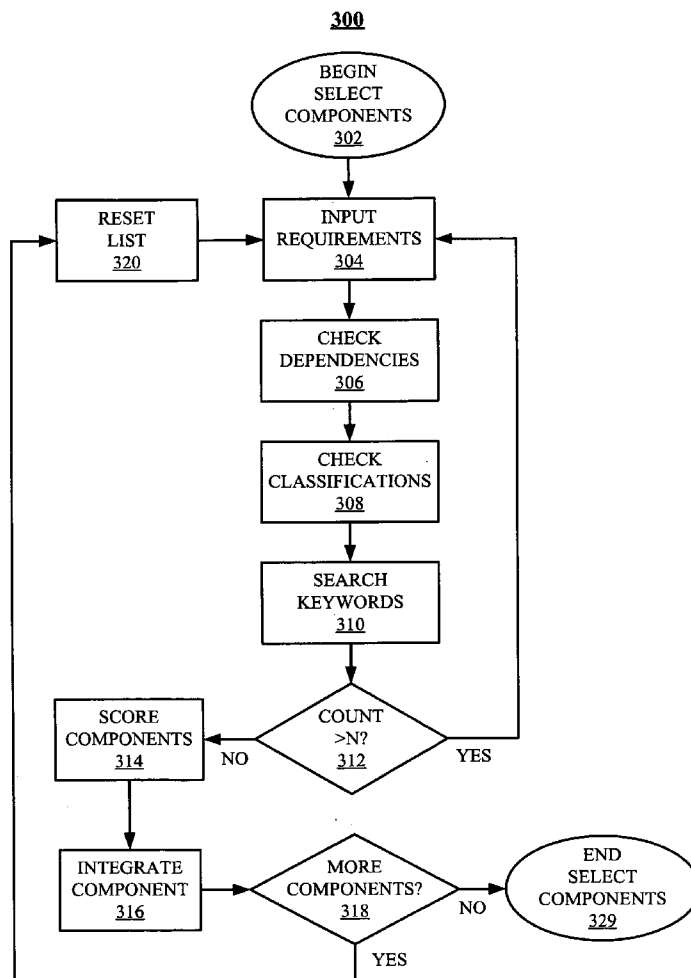 300
BEGIN
SELECT
COMPONENTS
302
RESET
LIST
320
INPUT
REQUIREMENTS
304
CHECK
DEPENDENCIES
306
CHECK
CLASSIFICATIONS
308
SEARCH
KEYWORDS
310
COUNT
>N?
312
YES
NO
SCORE
COMPONENTS
314
INTEGRATE
COMPONENT
316
MORE
COMPONENTS?
318
NO
YES
END
SELECT
COMPONENTS
329